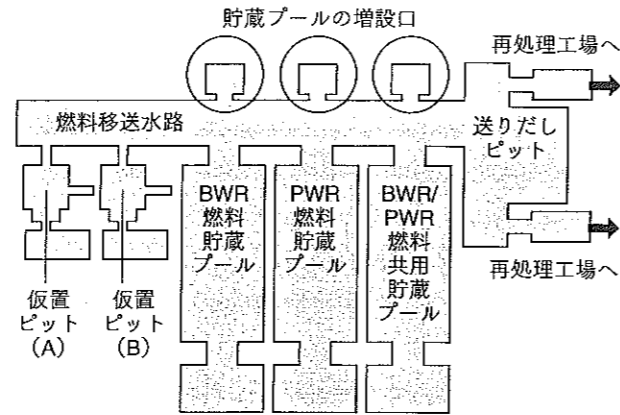 貯蔵プールの増設口
再処理工場へ
燃料移送水路
送りだし
ピット
BWR
燃料
貯蔵
プール
PWR
燃料
貯蔵
プール
BWR/
PWR
燃料
共用
貯蔵
プール
再処理工場へ
仮置
ピット
(A)
仮置
ピット
(B)